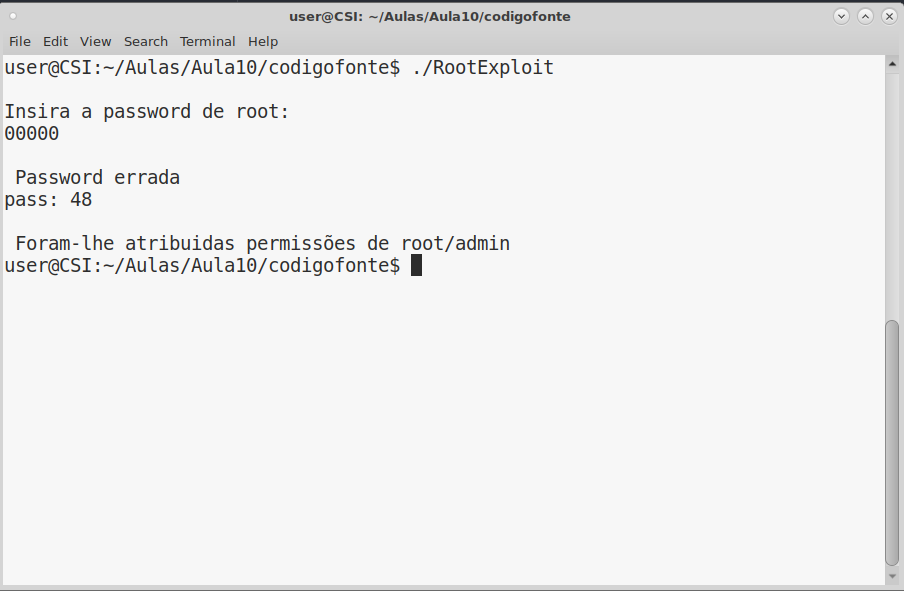 user@CSI: ~/Aulas/Aula10/codigofonte
File Edit View Search Terminal Help
user@CSI:~/Aulas/Aula10/codigofonte$ ./RootExploit
Insira a password de root:
00000
Password errada
pass: 48
Foram-lhe atribuidas permissões de root/admin
user@CSI:~/Aulas/Aula10/codigofonte$